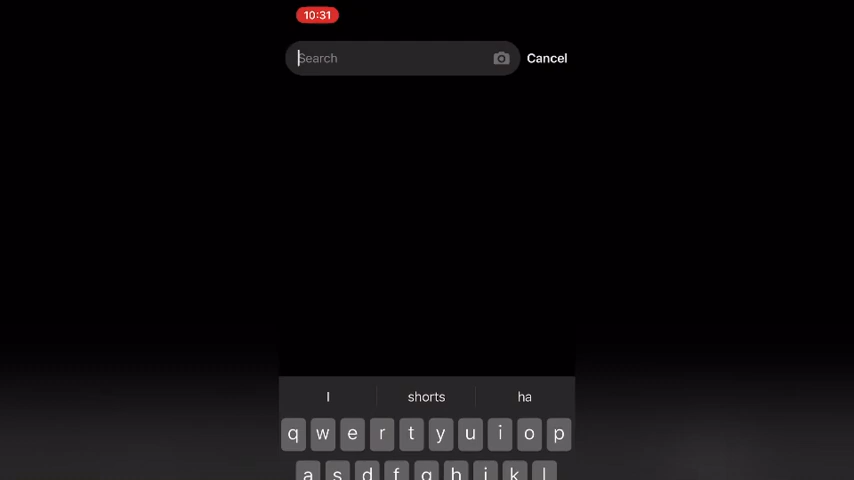 10:31
Search
Cancel
I
shorts
ha
q w e r t y u i o p
a s d f g h j k l